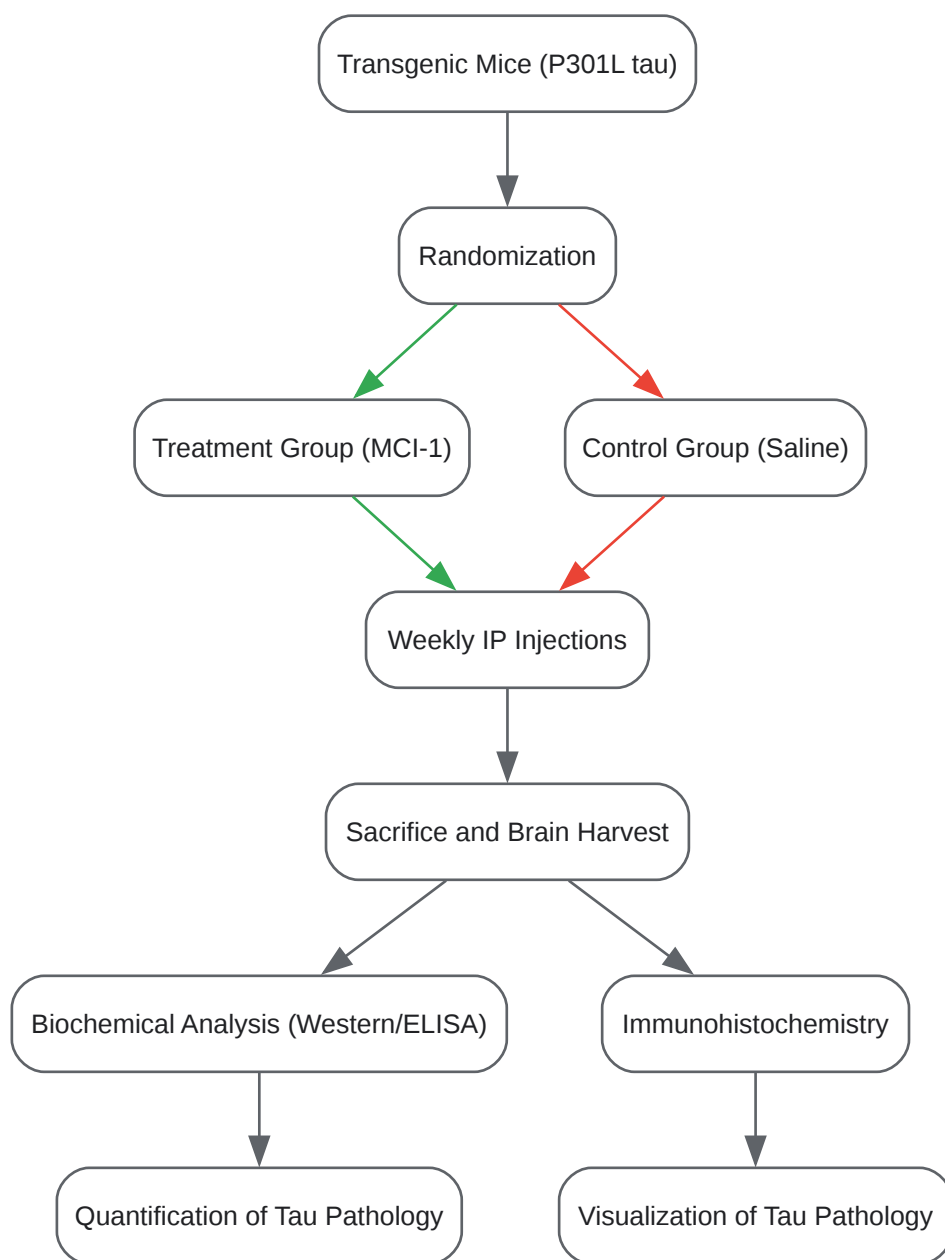 Transgenic Mice (P301L tau)
Randomization
Treatment Group (MCI-1)
Control Group (Saline)
Weekly IP Injections
Sacrifice and Brain Harvest
Biochemical Analysis (Western/ELISA)
Immunohistochemistry
Quantification of Tau Pathology
Visualization of Tau Pathology